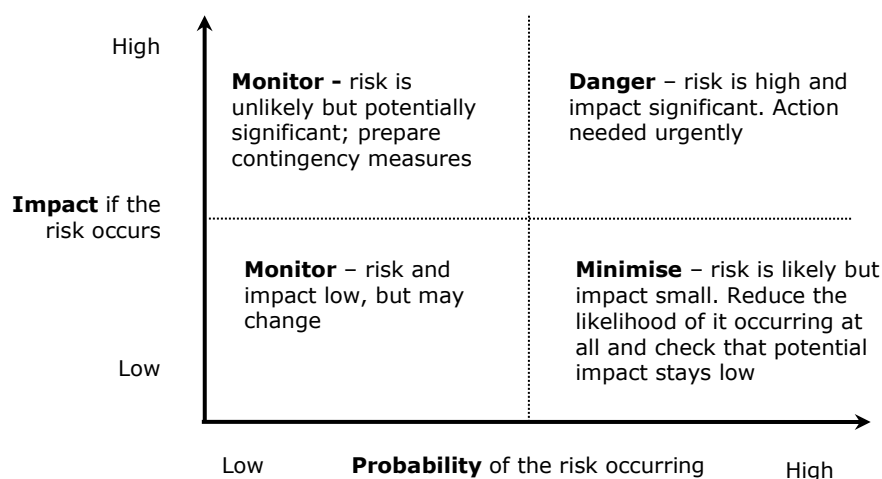 High
Monitor - risk is
unlikely but potentially
significant; prepare
contingency measures
Danger – risk is high and
impact significant. Action
needed urgently
Impact if the
risk occurs
Monitor – risk and
impact low, but may
change
Minimise – risk is likely but
impact small. Reduce the
likelihood of it occurring at
all and check that potential
impact stays low
Low
Low
Probability of the risk occurring
High